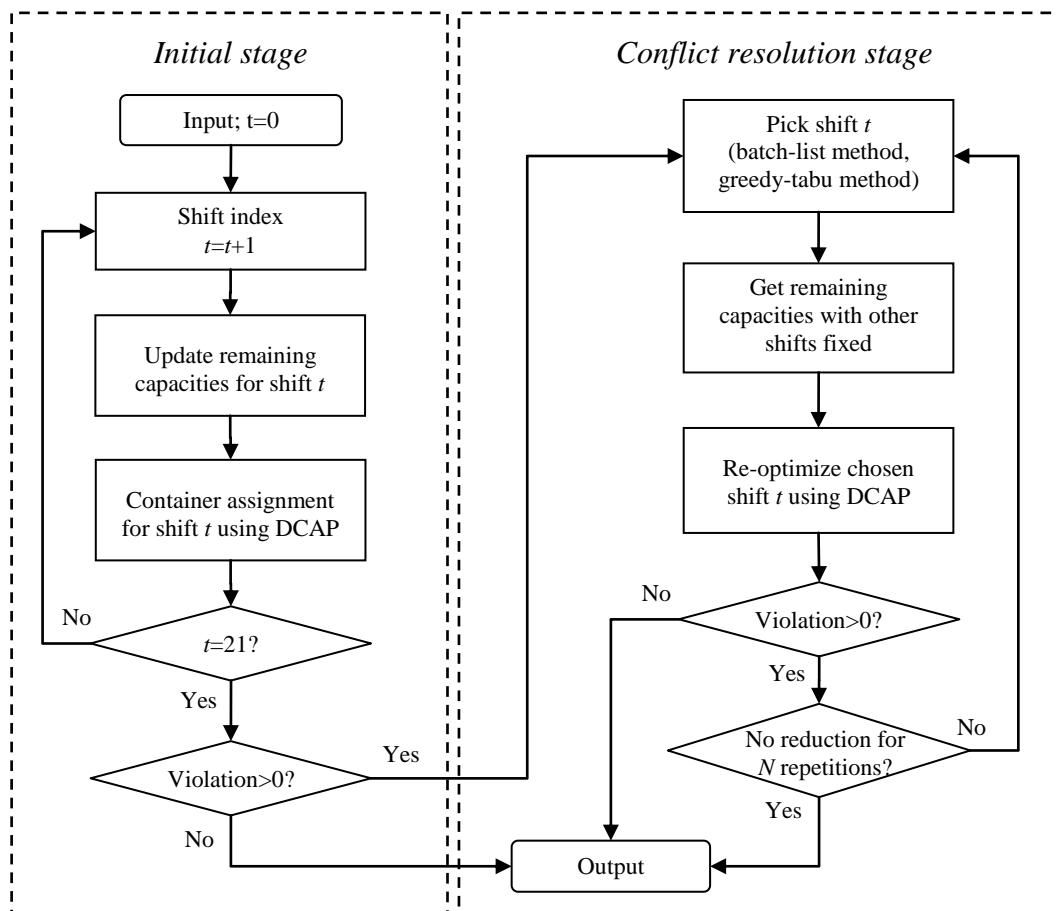 Initial stage
Input; t=0
Shift index
t=t+1
Update remaining
capacities for shift t
Container assignment
for shift t using DCAP
No
t=21?
Yes
Violation>0?
Yes
No
Conflict resolution stage
Pick shift t
(batch-list method,
greedy-tabu method)
Get remaining
capacities with other
shifts fixed
Re-optimize chosen
shift t using DCAP
No
Violation>0?
Yes
No reduction for
N repetitions?
No
Yes
Output